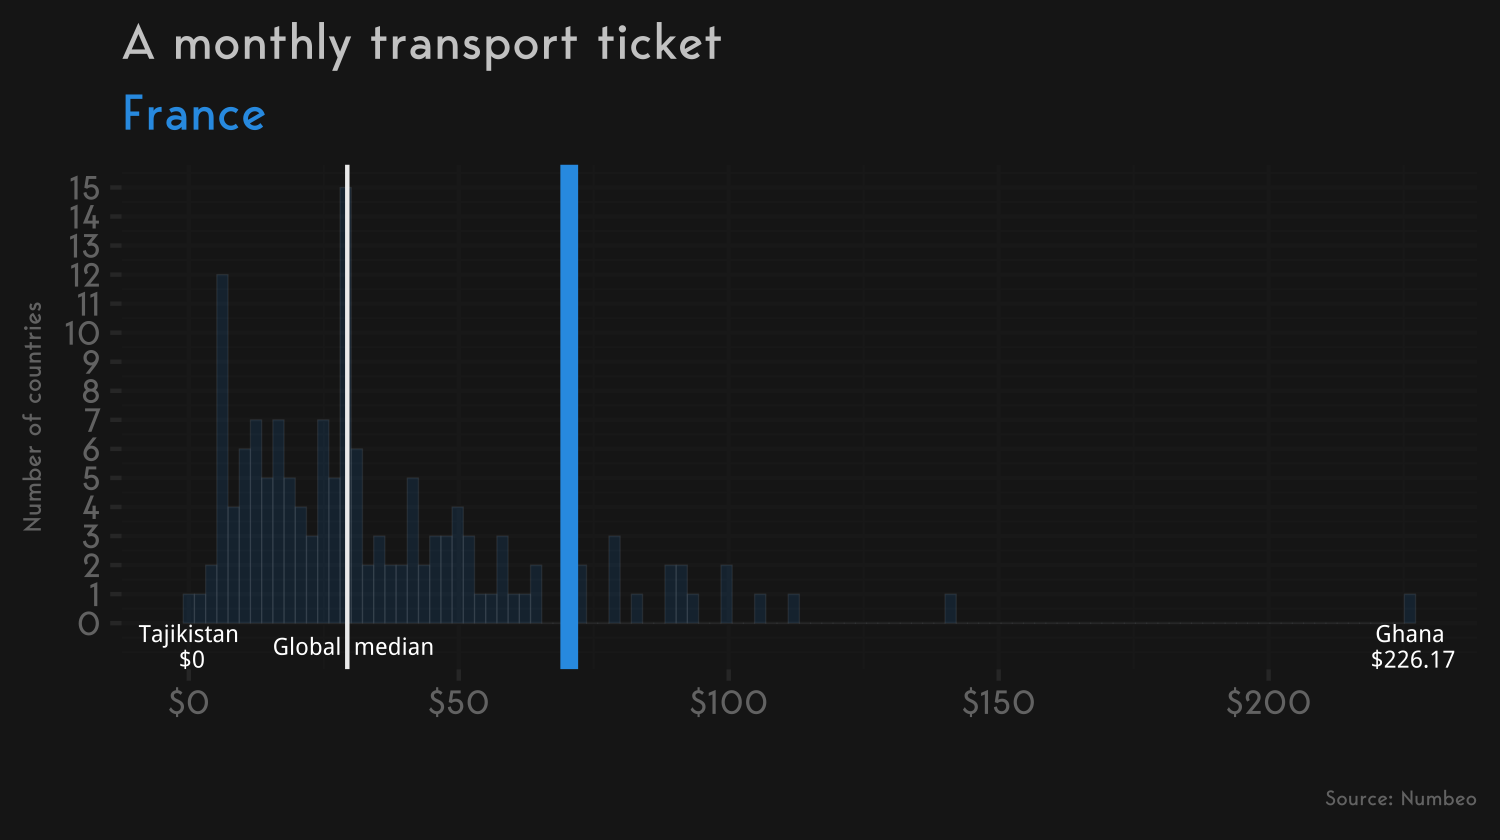 A monthly transport ticket
France
Number of countries
15
14
13
12
11
10
9
8
7
6
5
4
3
2
1
0
Tajikistan
$0
Global median
Ghana
$226.17
$0 $50 $100 $150 $200
Source: Numbeo